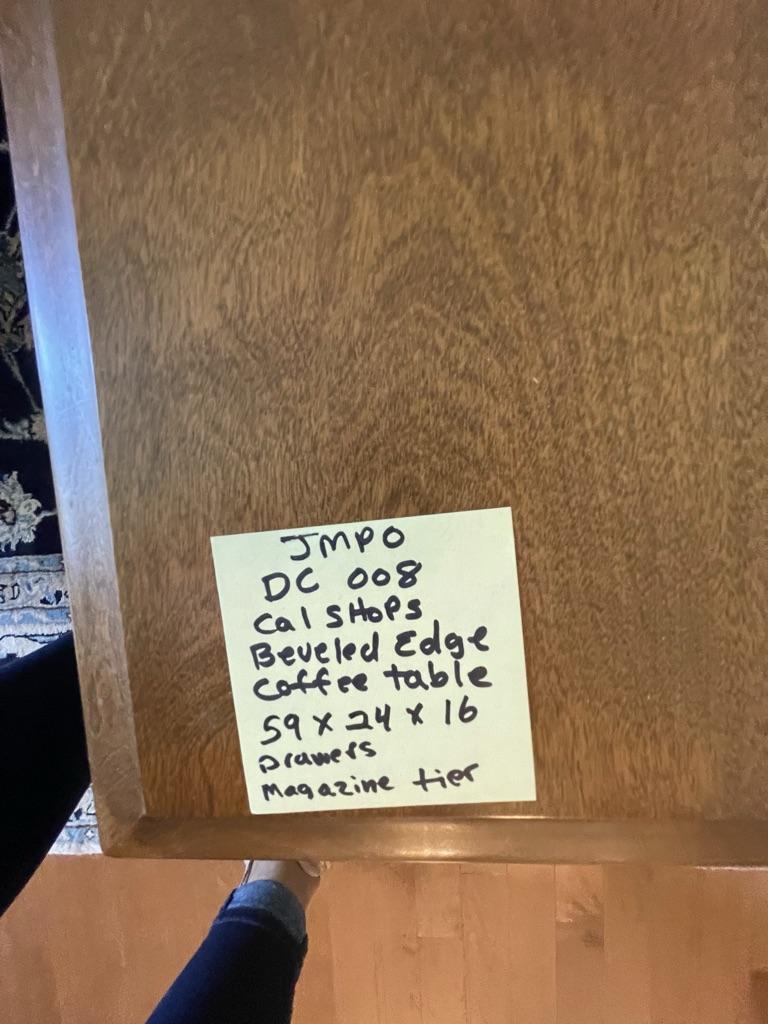 JMPO
DC 008
Cal SHOPS
Beveled Edge
Coffee table
59 x 24 x 16
Drawers
Magazine tier